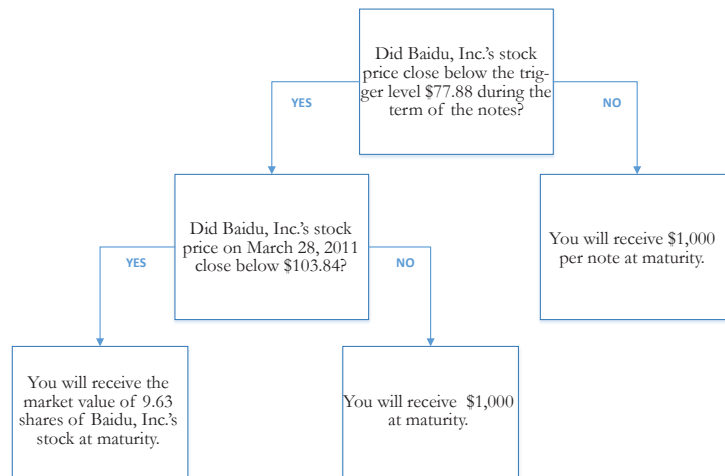 Did Baidu, Inc.'s stock
price close below the trig-
ger level $77.88 during the
term of the notes?
YES
NO
Did Baidu, Inc.'s stock
price on March 28, 2011
close below $103.84?
You will receive $1,000
per note at maturity.
YES
NO
You will receive the
market value of 9.63
shares of Baidu, Inc.'s
stock at maturity.
You will receive $1,000
at maturity.